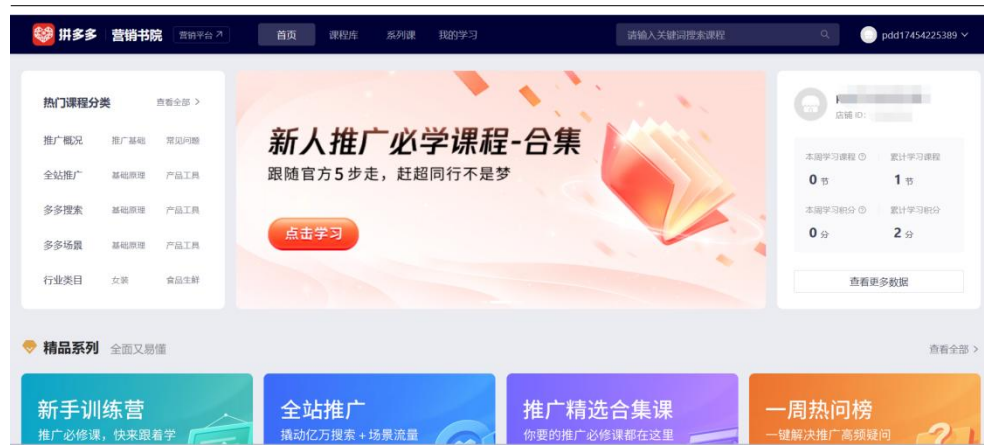 拼多多 营销书院 营销平台 首页 课程库 系列课 我的学习 请输入关键词搜索课程 pdd17454225389
热门课程分类 查看全部
推广概况 推广基础 常见问题
全站推广 基础原理 产品工具
多多搜索 基础原理 产品工具
多多场景 基础原理 产品工具
行业类目 女装 食品生鲜
新人推广必学课程-合集
跟随官方5步走，赶超同行不是梦
点击学习
店铺 ID:
本周学习课程 累计学习课程
0 节 1 节
本周学习积分 累计学习积分
0 分 2 分
查看更多数据
精品系列 全面又易懂 查看全部
新手训练营
推广必修课，快来跟着学
全站推广
撬动亿万搜索+场景流量
推广精选合集课
你要的推广必修课都在这里
一周热问榜
一键解决推广高频疑问